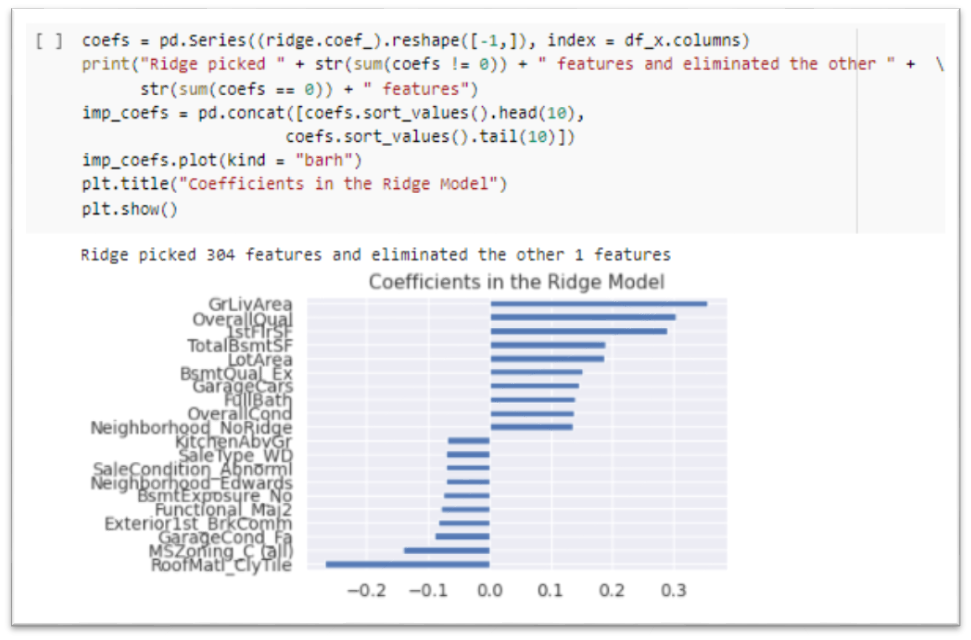 [ ] coefs = pd.Series((ridge.coef_).reshape([-1,]), index = df_x.columns)
print("Ridge picked " + str(sum(coefs != 0)) + " features and eliminated the other " + \
str(sum(coefs == 0)) + " features")
imp_coefs = pd.concat([coefs.sort_values().head(10),
coefs.sort_values().tail(10)])
imp_coefs.plot(kind = "barh")
plt.title("Coefficients in the Ridge Model")
plt.show()
Ridge picked 304 features and eliminated the other 1 features
Coefficients in the Ridge Model
GrLivArea
OverallQual
1stFlrSF
TotalBsmtSF
LotArea
BsmtQual_Ex
GarageCars
FullBath
OverallCond
Neighborhood_NoRidge
KitchenAbvGr
SaleType_WD
SaleCondition_Abnorml
Neighborhood_Edwards
BsmtExposure_No
Functional_Maj2
Exterior1st_BrkComm
GarageCond_Fa
MSZoning_C (all)
RoofMatl_ClyTile
−0.2 −0.1 0.0 0.1 0.2 0.3